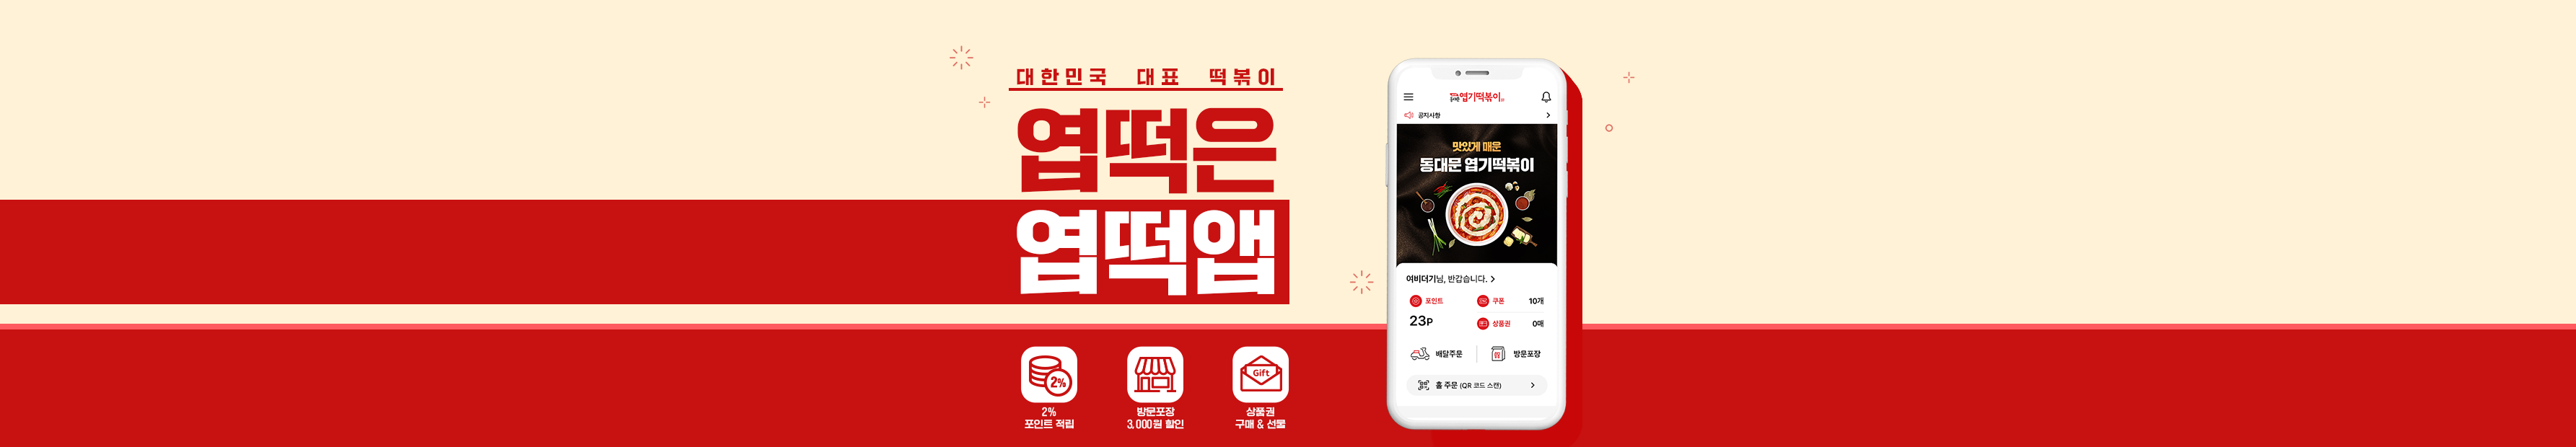 대한민국 대표 떡볶이
엽떡은
엽떡앱
2%
2%
포인트 적립
방문포장
3,000원 할인
Gift
상품권
구매 & 선물
엽기떡볶이
공지사항
맛있게 매운
동대문 엽기떡볶이
여비더기님, 반갑습니다.
포인트
23P
쿠폰 10개
상품권 0매
배달주문
방문포장
홀 주문 (QR 코드 스캔)